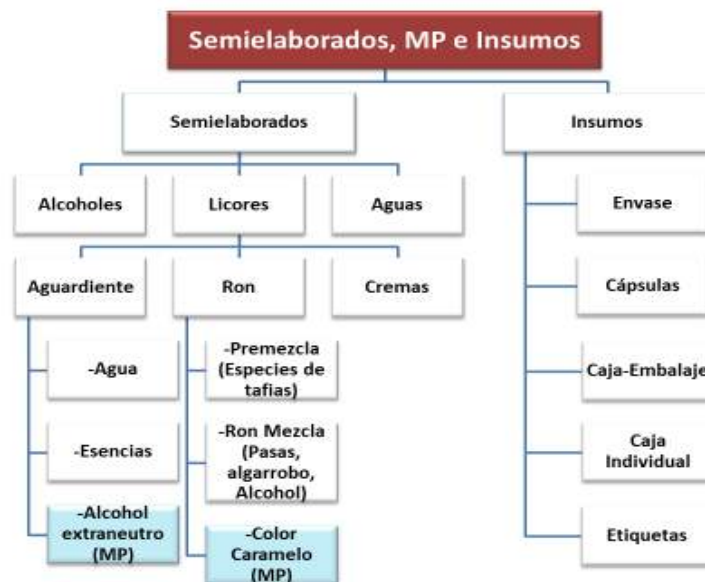 Semielaborados, MP e Insumos
Semielaborados
Insumos
Alcoholes
Licores
Aguas
Envase
Aguardiente
Ron
Cremas
Cápsulas
-Agua
-Premezcla
(Especies de
tafias)
Caja-Embalaje
-Esencias
-Ron Mezcla
(Pasas,
algarrobo,
Alcohol)
Caja
Individual
-Alcohol
extraneutro
(MP)
-Color
Caramelo
(MP)
Etiquetas